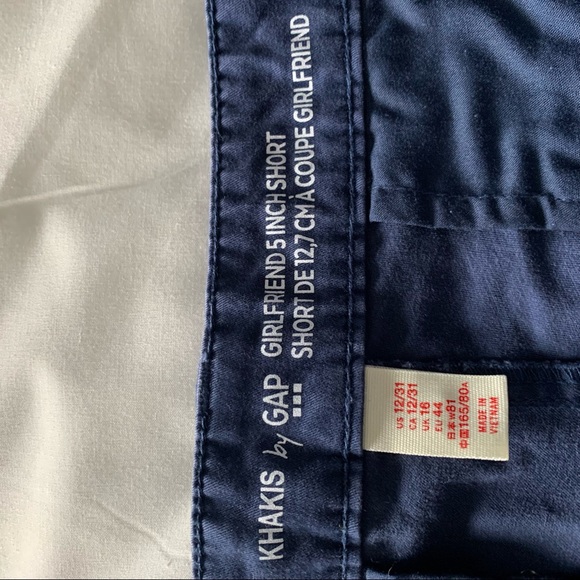 KHAKIS by GAP
GIRLFRIEND 5 INCH SHORT
SHORT DE 12,7 CM À COUPE GIRLFRIEND
US 12/31
CA 12/31
UK 16
EU 44
日本 W81
中国 165/80A
MADE IN
VIETNAM